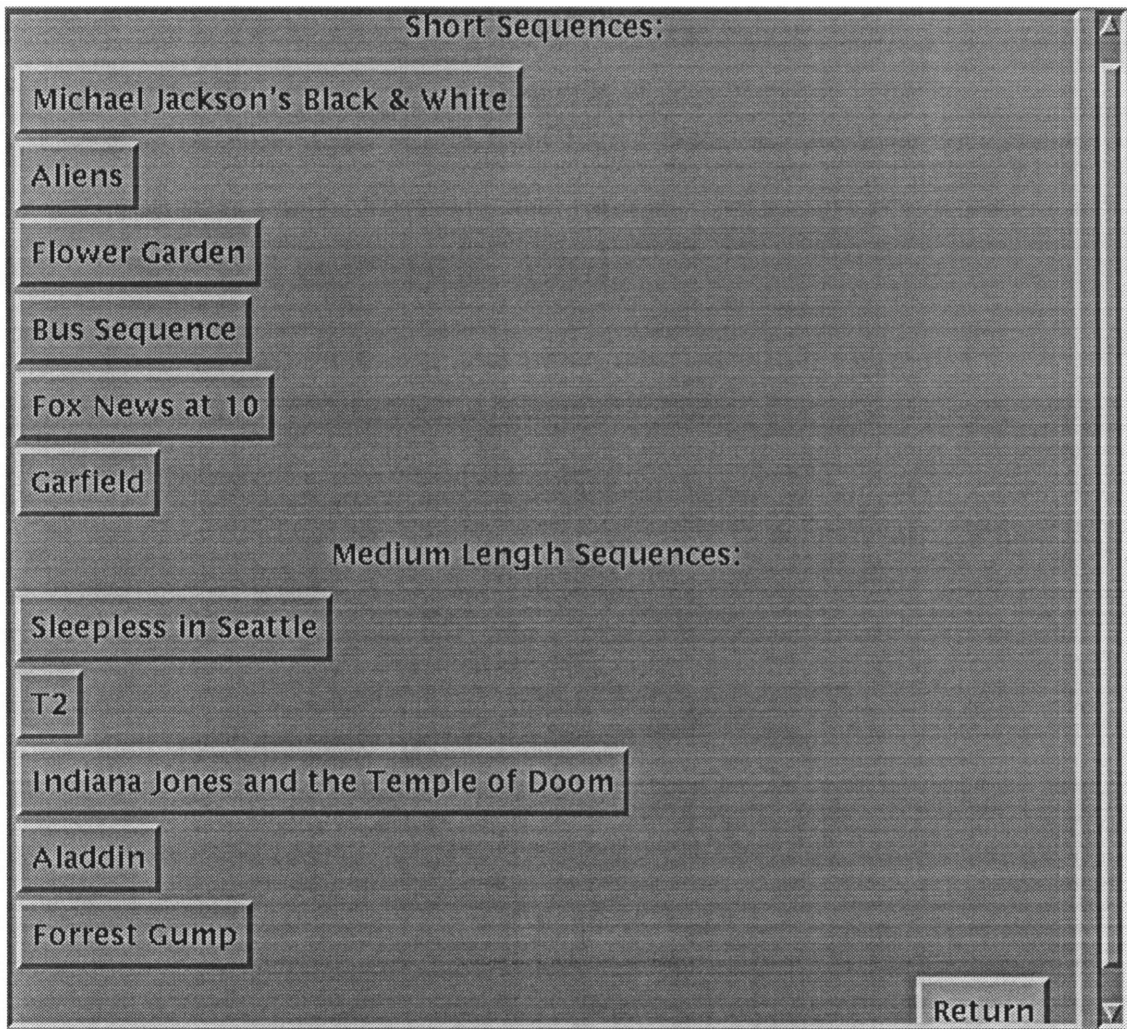 Short Sequences:
Michael Jackson's Black & White
Aliens
Flower Garden
Bus Sequence
Fox News at 10
Garfield
Medium Length Sequences:
Sleepless in Seattle
T2
Indiana Jones and the Temple of Doom
Aladdin
Forrest Gump
Return